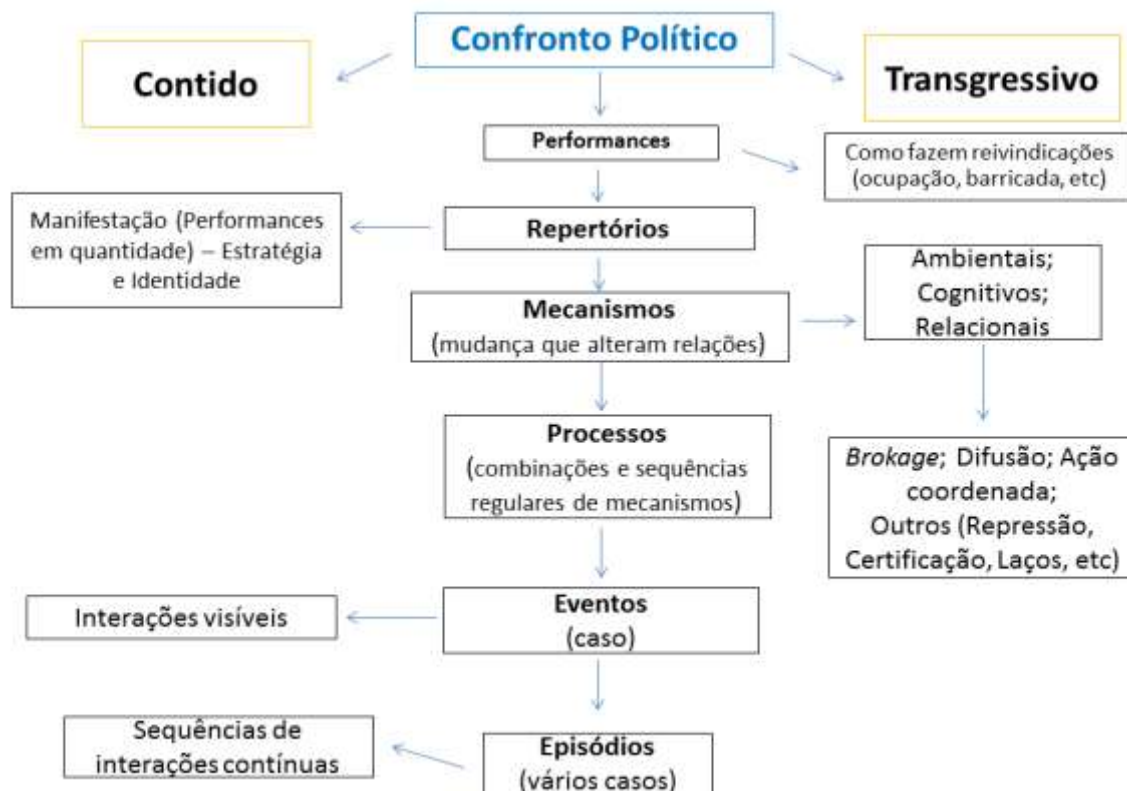 Confronto Político
Contido
Transgressivo
Performances
Como fazem reivindicações
(ocupação, barricada, etc)
Manifestação (Performances
em quantidade) – Estratégia
e Identidade
Repertórios
Ambientais;
Cognitivos;
Relacionais
Mecanismos
(mudança que alteram relações)
Processos
(combinações e sequências
regulares de mecanismos)
Brokage; Difusão; Ação
coordenada;
Outros (Repressão,
Certificação, Laços, etc)
Interações visíveis
Eventos
(caso)
Sequências de
interações contínuas
Episódios
(vários casos)